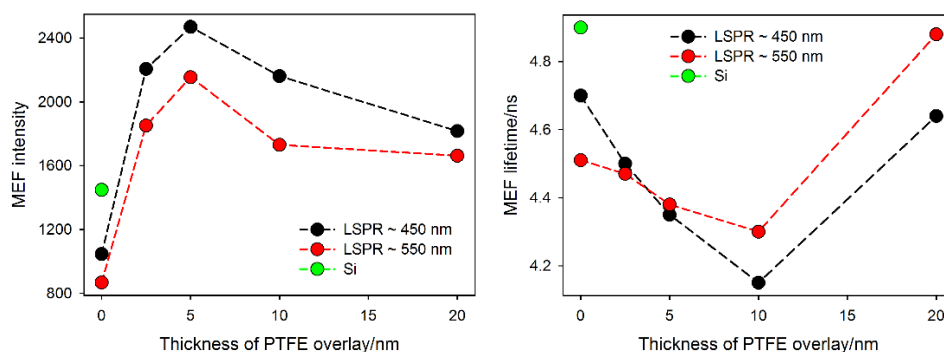 MEF intensity
2400
2000
1600
1200
800
LSPR ~ 450 nm
LSPR ~ 550 nm
Si
0 5 10 15 20
Thickness of PTFE overlay/nm
MEF lifetime/ns
4.8
4.6
4.4
4.2
LSPR ~ 450 nm
LSPR ~ 550 nm
Si
0 5 10 15 20
Thickness of PTFE overlay/nm